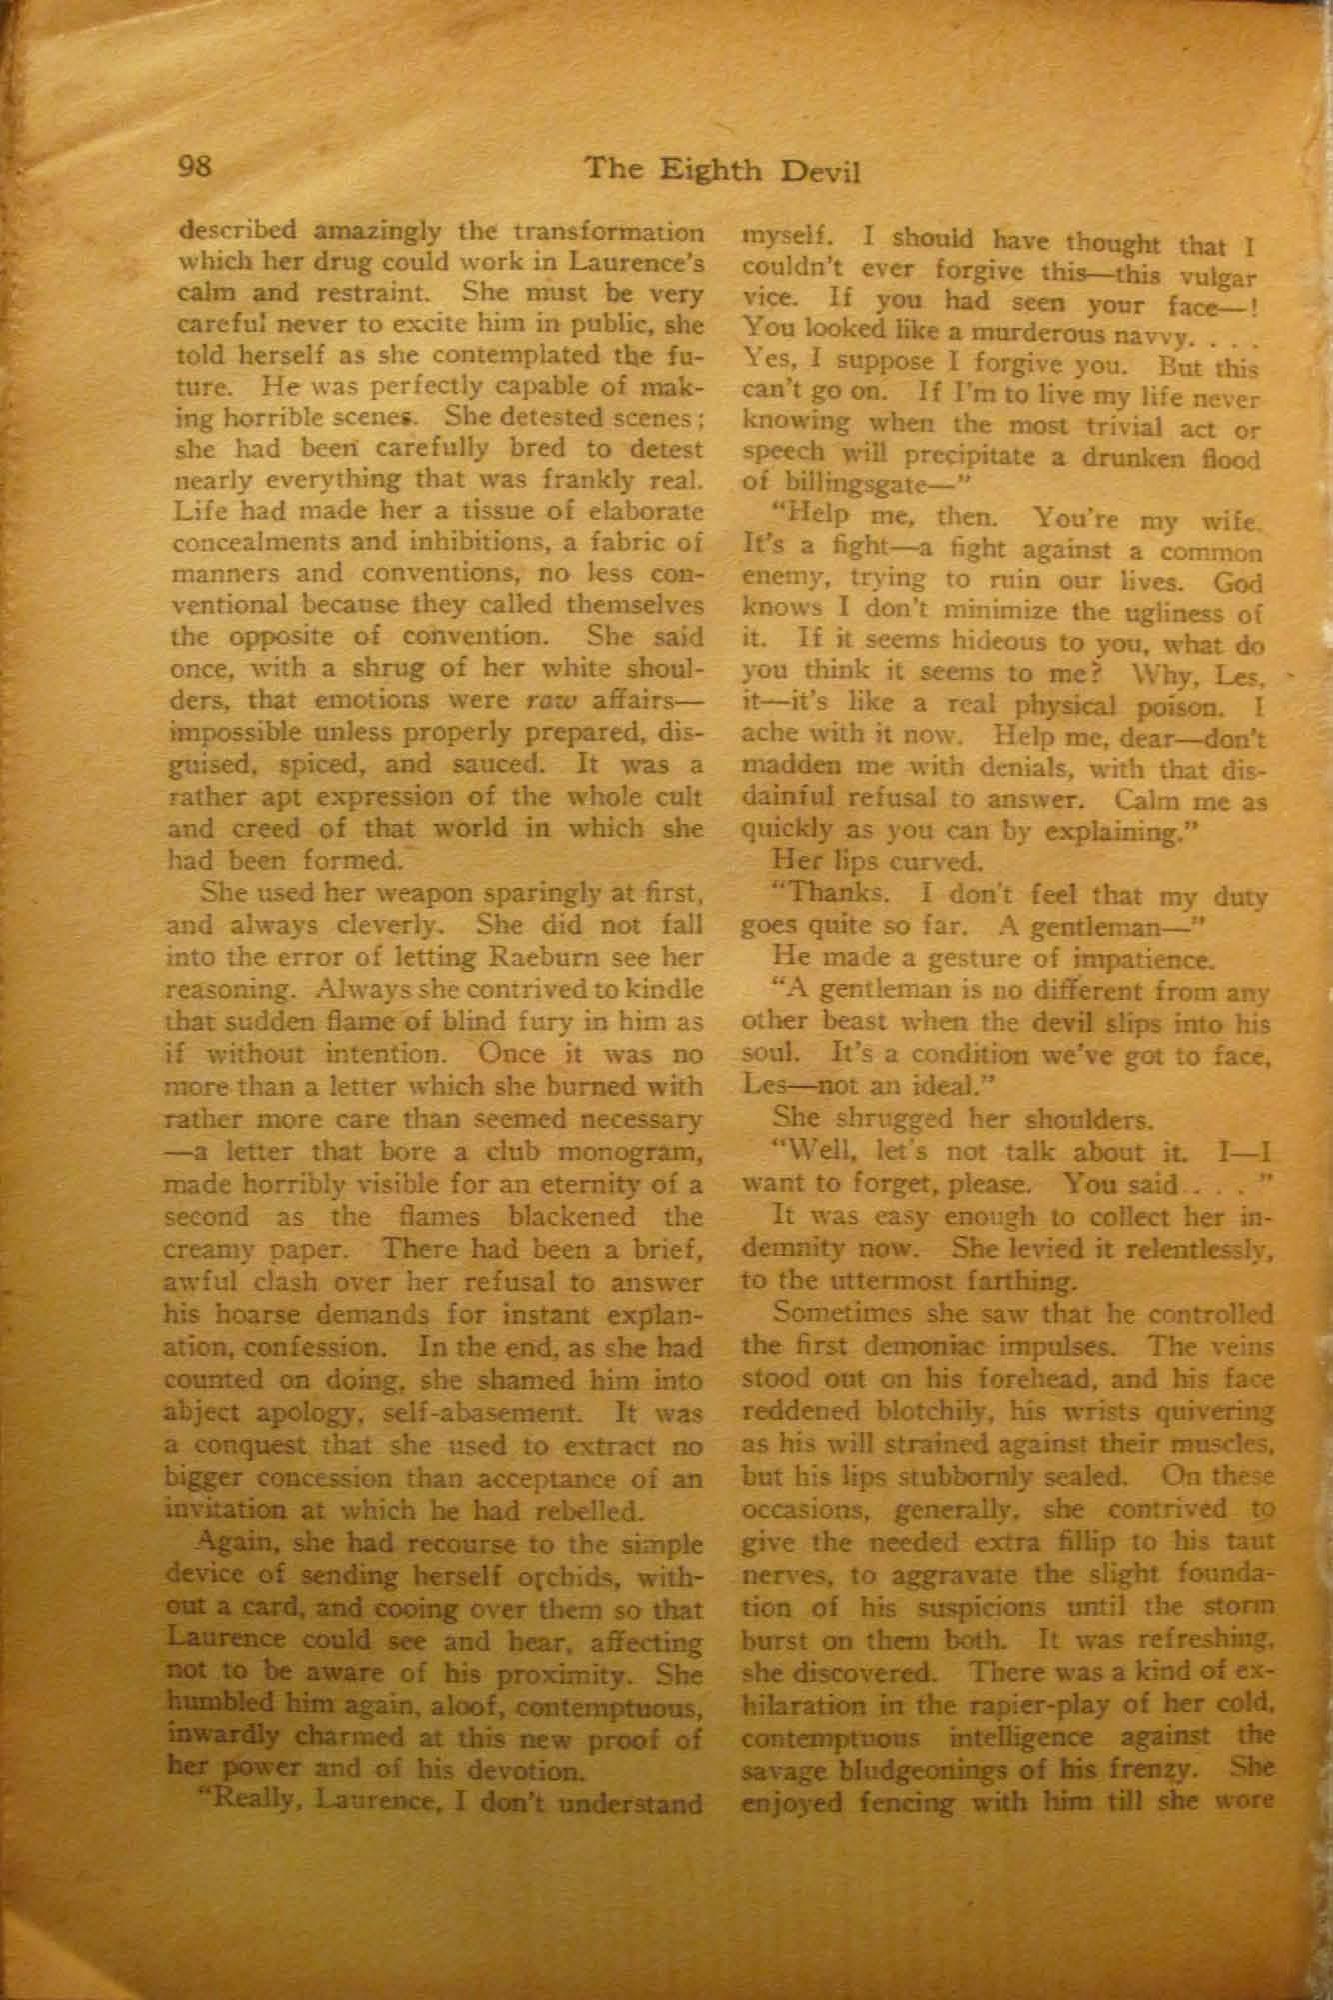 98
The Eighth Devil
described amazingly the transformation
which her drug could work in Laurence's
calm and restraint. She must be very
careful never to excite him in public, she
told herself as she contemplated the fu-
ture. He was perfectly capable of mak-
ing horrible scenes. She detested scenes;
she had been carefully bred to detest
nearly everything that was frankly real.
Life had made her a tissue of elaborate
concealments and inhibitions, a fabric of
manners and conventions, no less con-
ventional because they called themselves
the opposite of convention. She said
once, with a shrug of her white shoul-
ders, that emotions were raw affairs—
impossible unless properly prepared, dis-
guised, spiced, and sauced. It was a
rather apt expression of the whole cult
and creed of that world in which she
had been formed.
She used her weapon sparingly at first,
and always cleverly. She did not fall
into the error of letting Raeburn see her
reasoning. Always she contrived to kindle
that sudden flame of blind fury in him as
if without intention. Once it was no
more than a letter which she burned with
rather more care than seemed necessary
—a letter that bore a club monogram,
made horribly visible for an eternity of a
second as the flames blackened the
creamy paper. There had been a brief,
awful clash over her refusal to answer
his hoarse demands for instant explan-
ation, confession. In the end, as she had
counted on doing, she shamed him into
abject apology, self-abasement. It was
a conquest that she used to extract no
bigger concession than acceptance of an
invitation at which he had rebelled.
Again, she had recourse to the simple
device of sending herself orchids, with-
out a card, and cooing over them so that
Laurence could see and hear, affecting
not to be aware of his proximity. She
humbled him again, aloof, contemptuous,
inwardly charmed at this new proof of
her power and of his devotion.
"Really, Laurence, I don't understand
myself. I should have thought that I
couldn't ever forgive this—this vulgar
vice. If you had seen your face—!
You looked like a murderous navvy. . . .
Yes, I suppose I forgive you. But this
can't go on. If I'm to live my life never
knowing when the most trivial act or
speech will precipitate a drunken flood
of billingsgate—"
"Help me, then. You're my wife.
It's a fight—a fight against a common
enemy, trying to ruin our lives. God
knows I don't minimize the ugliness of
it. If it seems hideous to you, what do
you think it seems to me? Why, Les,
it—it's like a real physical poison. I
ache with it now. Help me, dear—don't
madden me with denials, with that dis-
dainful refusal to answer. Calm me as
quickly as you can by explaining."
Her lips curved.
"Thanks. I don't feel that my duty
goes quite so far. A gentleman—"
He made a gesture of impatience.
"A gentleman is no different from any
other beast when the devil slips into his
soul. It's a condition we've got to face,
Les—not an ideal."
She shrugged her shoulders.
"Well, let's not talk about it. I—I
want to forget, please. You said . . . "
It was easy enough to collect her in-
demnity now. She levied it relentlessly,
to the uttermost farthing.
Sometimes she saw that he controlled
the first demoniac impulses. The veins
stood out on his forehead, and his face
reddened blotchily, his wrists quivering
as his will strained against their muscles,
but his lips stubbornly sealed. On these
occasions, generally, she contrived to
give the needed extra fillip to his taut
nerves, to aggravate the slight founda-
tion of his suspicions until the storm
burst on them both. It was refreshing,
she discovered. There was a kind of ex-
hilaration in the rapier-play of her cold,
contemptuous intelligence against the
savage bludgeonings of his frenzy. She
enjoyed fencing with him till she wore